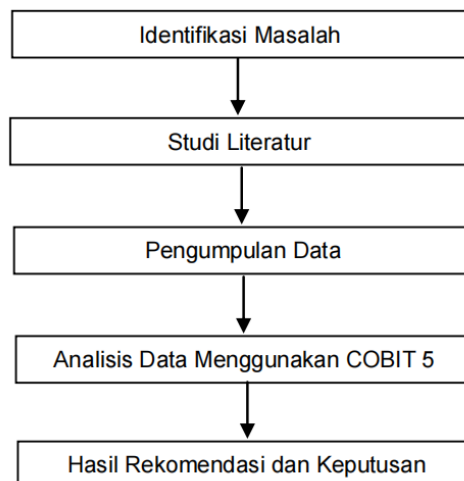 Identifikasi Masalah
Studi Literatur
Pengumpulan Data
Analisis Data Menggunakan COBIT 5
Hasil Rekomendasi dan Keputusan